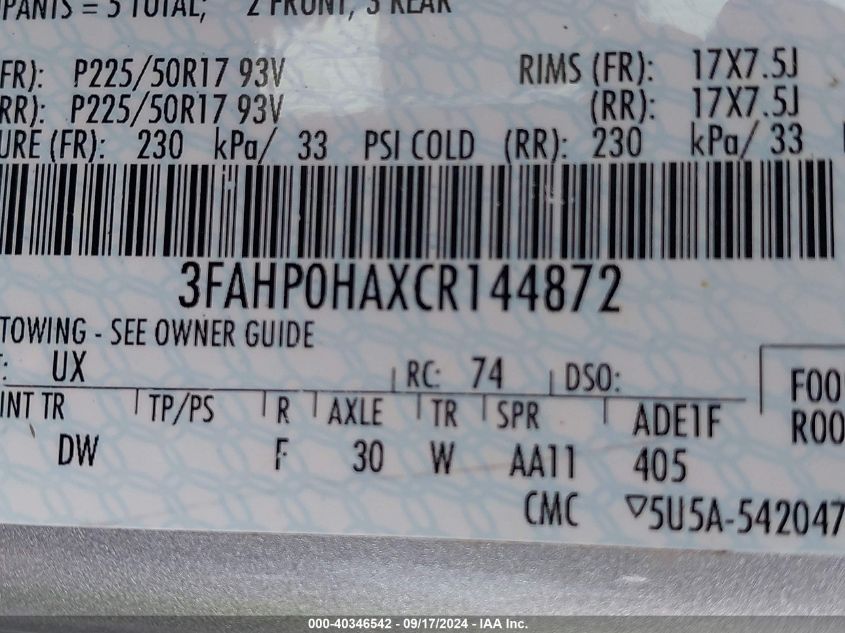 PANTS = 5 TOTAL; 2 FRONT, 3 REAR
FR): P225/50R17 93V RIMS (FR): 17X7.5J
RR): P225/50R17 93V (RR): 17X7.5J
URE (FR): 230 kPa/ 33 PSI COLD (RR): 230 kPa/ 33
3FAHP0HAXCR144872
TOWING - SEE OWNER GUIDE
: UX RC: 74 DSO:
INT TR TP/PS R AXLE TR SPR ADE1F F00
DW F 30 W AA11 405 R00
CMC ▽5U5A-542047
000-40346542 - 09/17/2024 - IAA Inc.